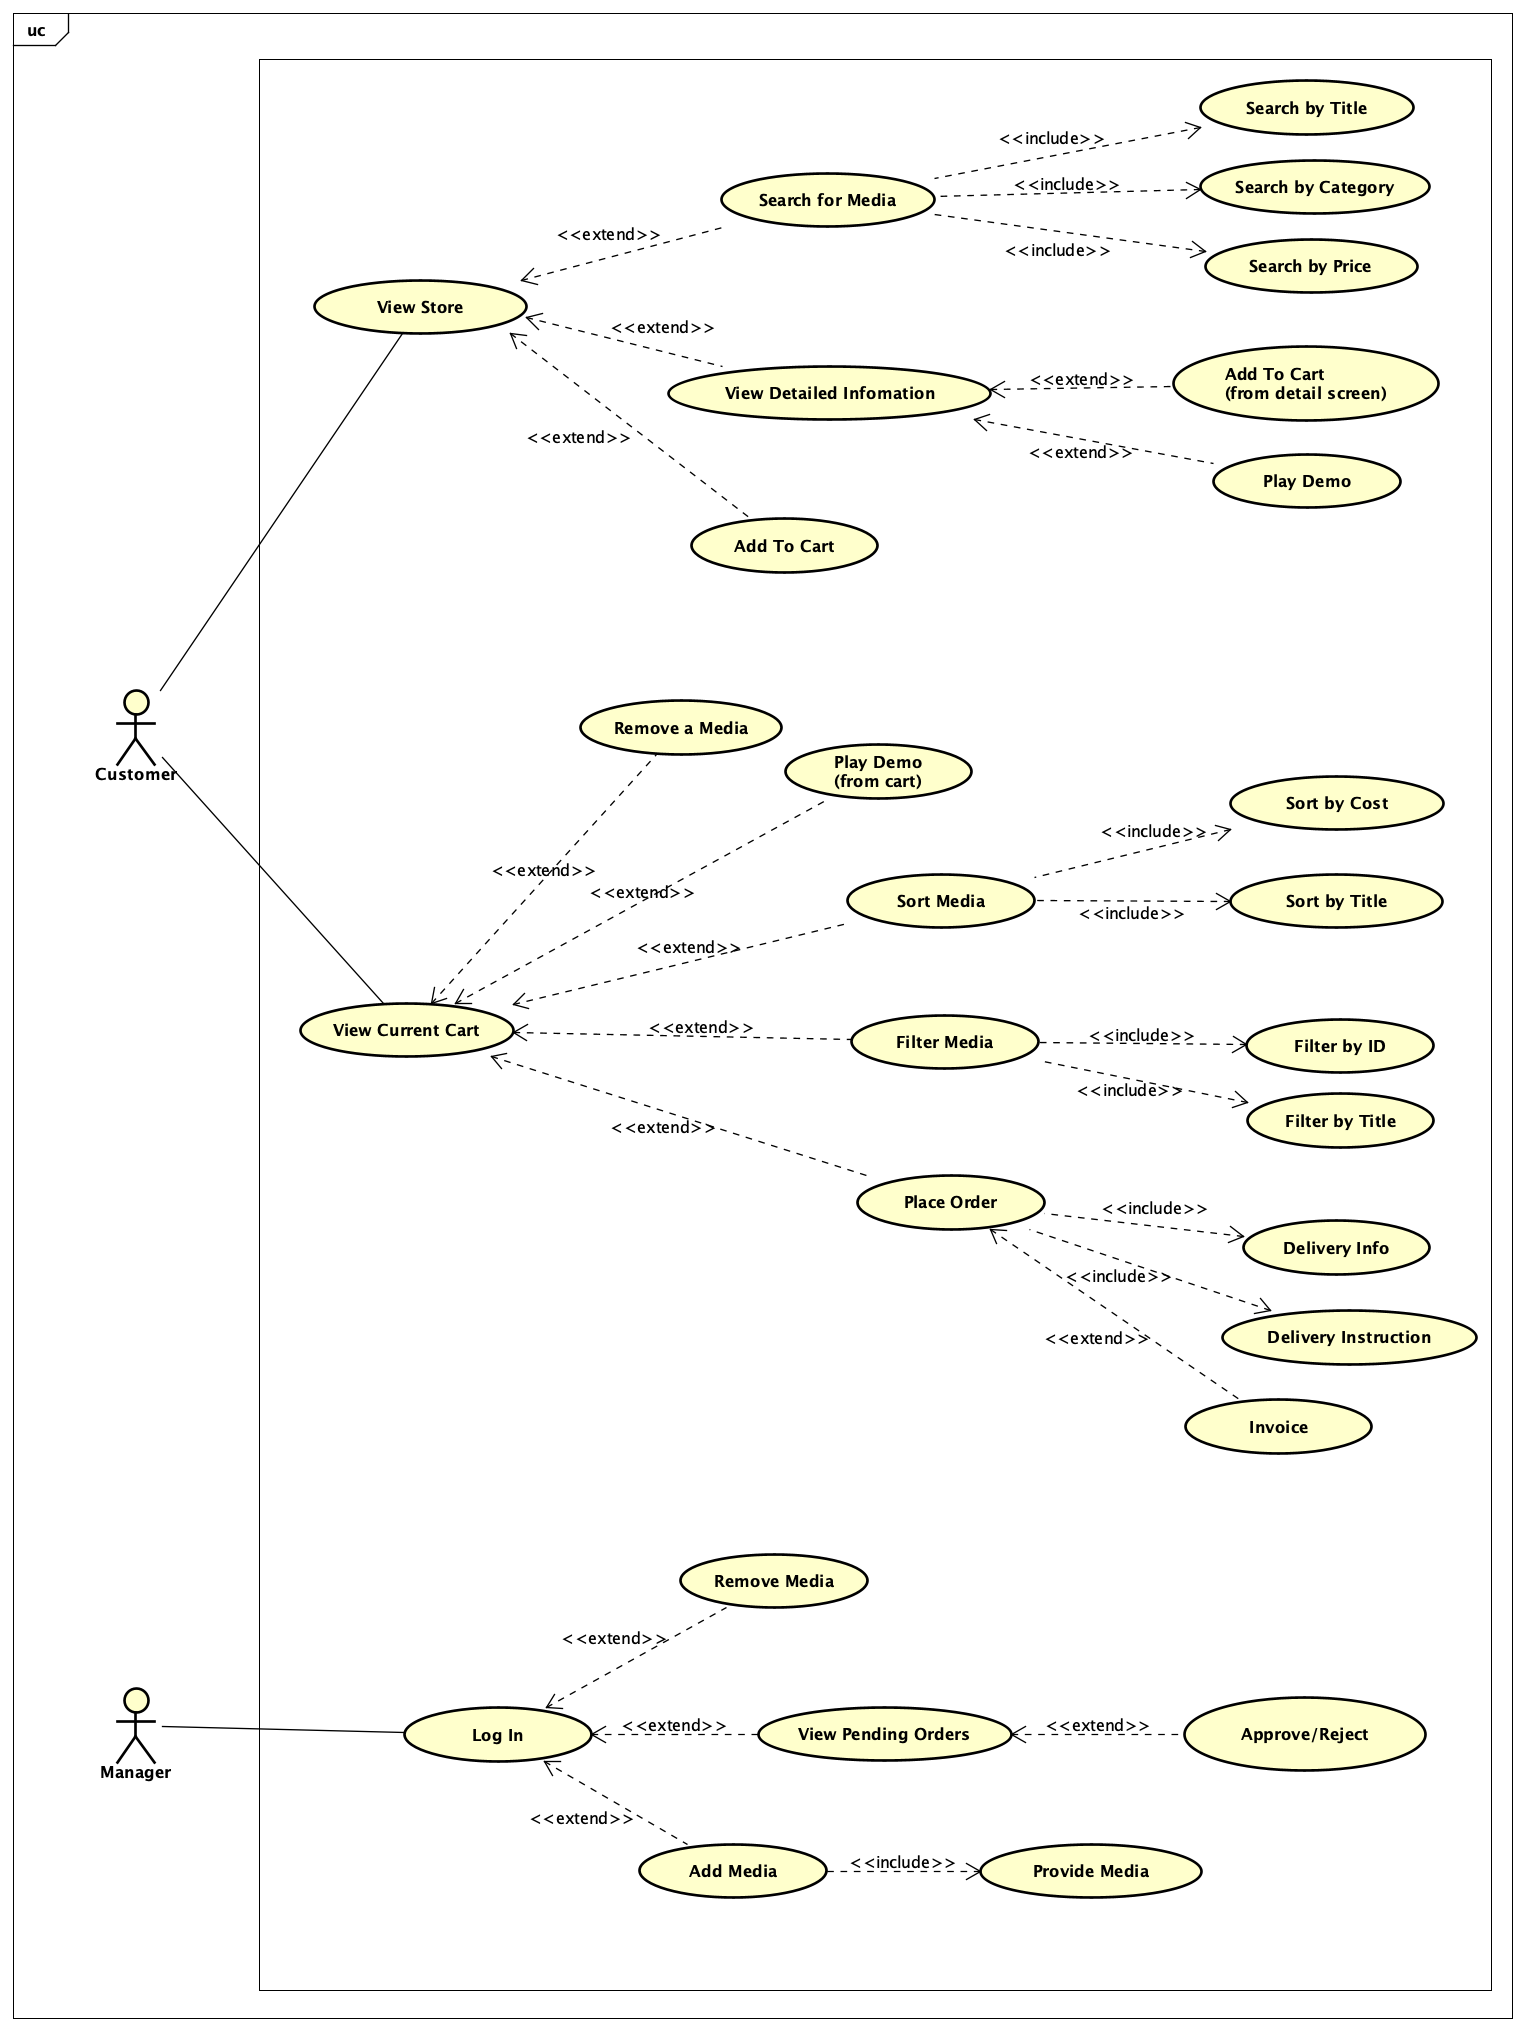 uc
Search by Title
<<include>>
Search for Media
<<include>>
Search by Category
<<extend>>
<<include>>
Search by Price
View Store
<<extend>>
View Detailed Infomation
<<extend>>
Add To Cart
(from detail screen)
<<extend>>
<<extend>>
Play Demo
Add To Cart
Customer
Remove a Media
Play Demo
(from cart)
Sort by Cost
<<include>>
<<extend>>
<<extend>>
Sort Media
Sort by Title
<<include>>
<<extend>>
View Current Cart
<<extend>>
Filter Media
<<include>>
Filter by ID
<<include>>
Filter by Title
<<extend>>
Place Order
<<include>>
Delivery Info
<<include>>
Delivery Instruction
<<extend>>
Invoice
Remove Media
<<extend>>
Manager
Log In
<<extend>>
View Pending Orders
<<extend>>
Approve/Reject
<<extend>>
Add Media
<<include>>
Provide Media